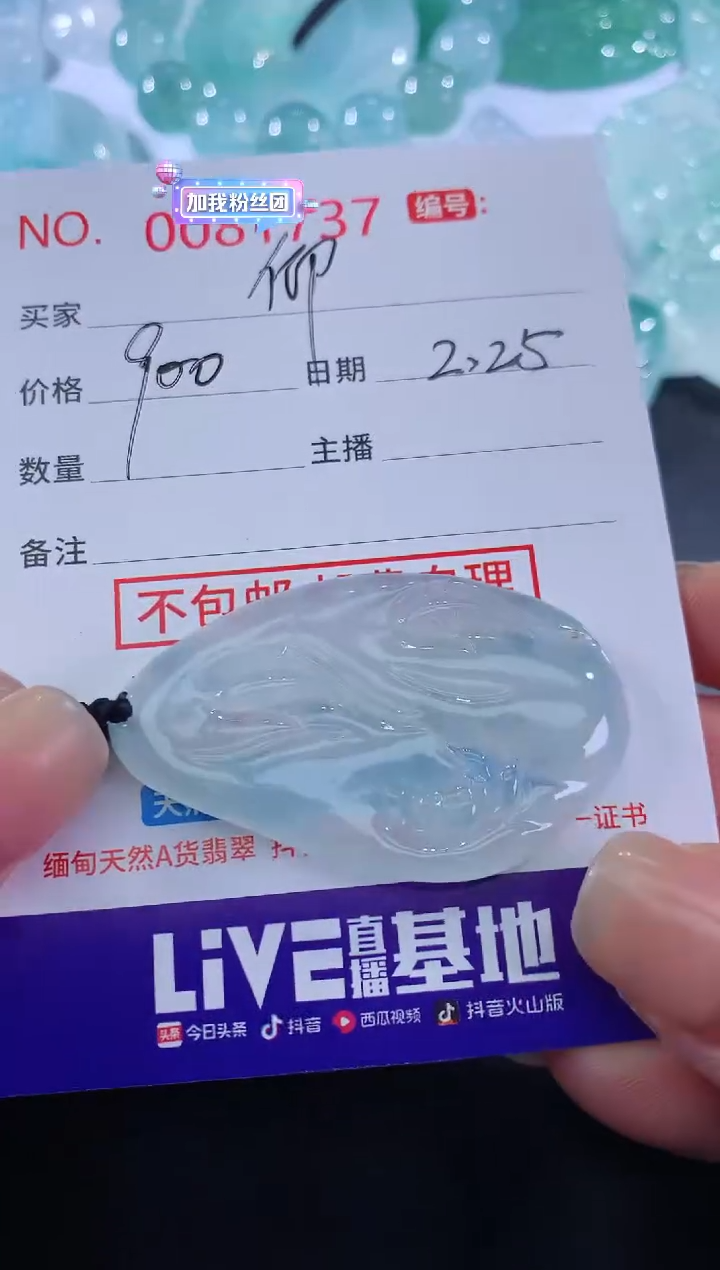 加我粉丝团
NO. 0081737 编号:
买家 仰
价格 900 日期 2.25
数量 主播
备注
不包邮
缅甸天然A货翡翠
一证书
LiVE直播基地
头条 今日头条 抖音 西瓜视频 抖音火山版